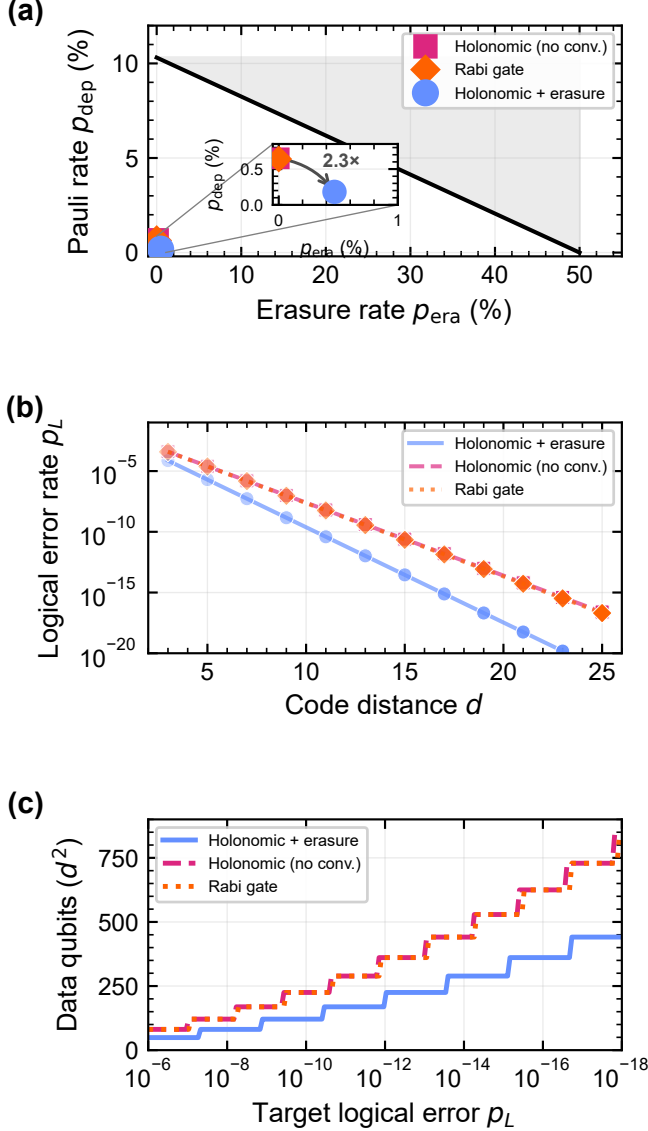 (a)
Pauli rate p_dep (%)
10
5
0
Holonomic (no conv.)
Rabi gate
Holonomic + erasure
p_dep (%)
0.5
0.0
2.3×
0
1
p_era (%)
0
10
20
30
40
50
Erasure rate p_era (%)
(b)
Logical error rate p_L
10^−5
10^−10
10^−15
10^−20
Holonomic + erasure
Holonomic (no conv.)
Rabi gate
5
10
15
20
25
Code distance d
(c)
Data qubits (d^2)
750
500
250
0
Holonomic + erasure
Holonomic (no conv.)
Rabi gate
10^−6
10^−8
10^−10
10^−12
10^−14
10^−16
10^−18
Target logical error p_L